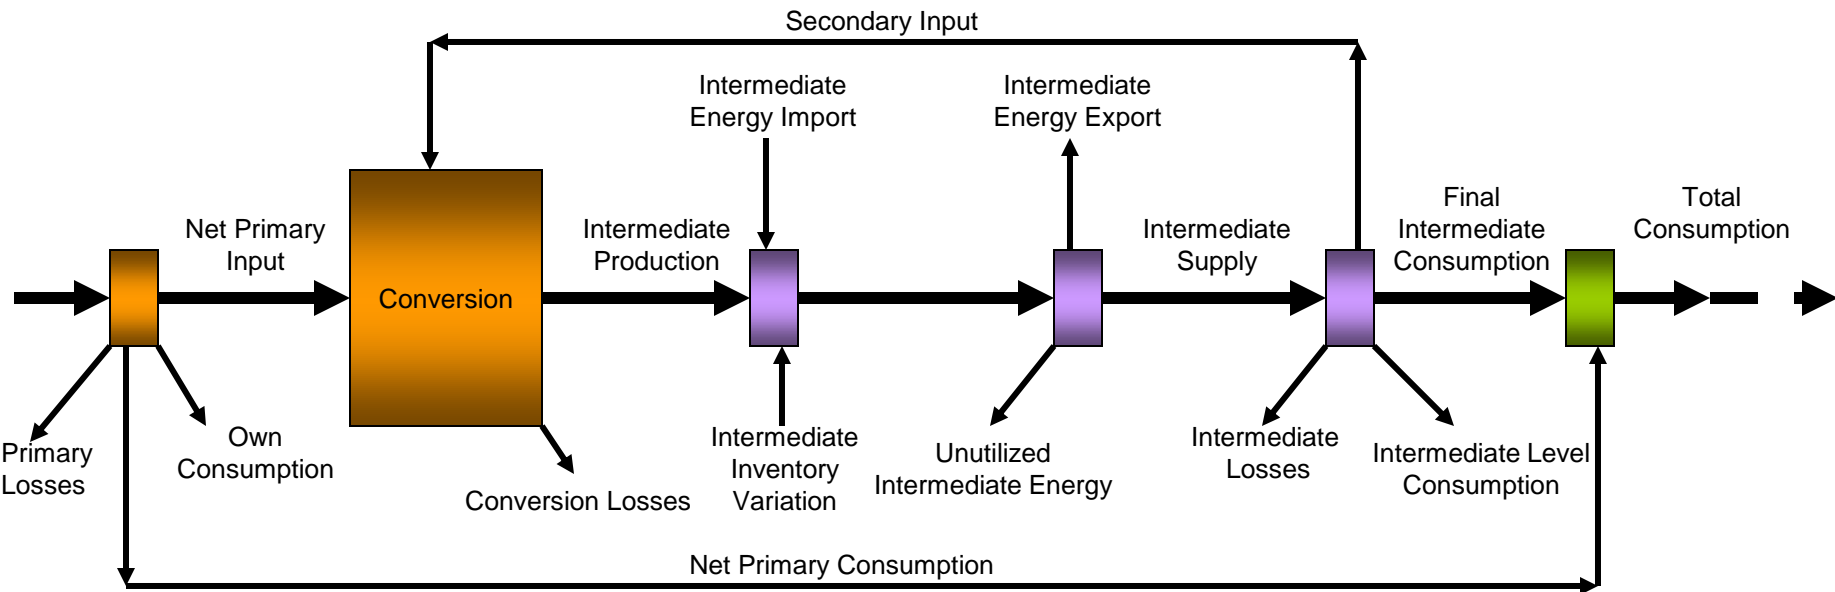 Secondary Input
Intermediate
Energy Import
Intermediate
Energy Export
Net Primary
Input
Conversion
Intermediate
Production
Intermediate
Supply
Final
Intermediate
Consumption
Total
Consumption
Primary
Losses
Own
Consumption
Conversion Losses
Intermediate
Inventory
Variation
Unutilized
Intermediate Energy
Intermediate
Losses
Intermediate Level
Consumption
Net Primary Consumption